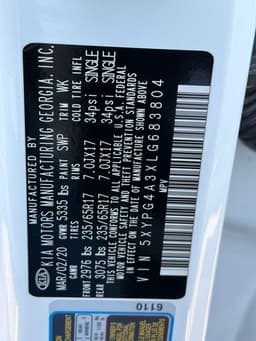 MANUFACTURED BY
KIA MOTORS MANUFACTURING GEORGIA, INC.
MAR/02/20 GVWR 5335 lbs PAINT SWP TRIM WK
GAWR TIRES RIMS COLD TIRE INFL
FRONT 2976 lbs 235/65R17 7.0JX17 34psi SINGLE
REAR 3075 lbs 235/65R17 7.0JX17 34psi SINGLE
THIS VEHICLE CONFORMS TO ALL APPLICABLE U.S.A. FEDERAL
MOTOR VEHICLE SAFETY AND THEFT PREVENTION STANDARDS
IN EFFECT ON THE DATE OF MANUFACTURE SHOWN ABOVE
VIN 5XYPG4A3XLG683804
MPV
KIA
6110